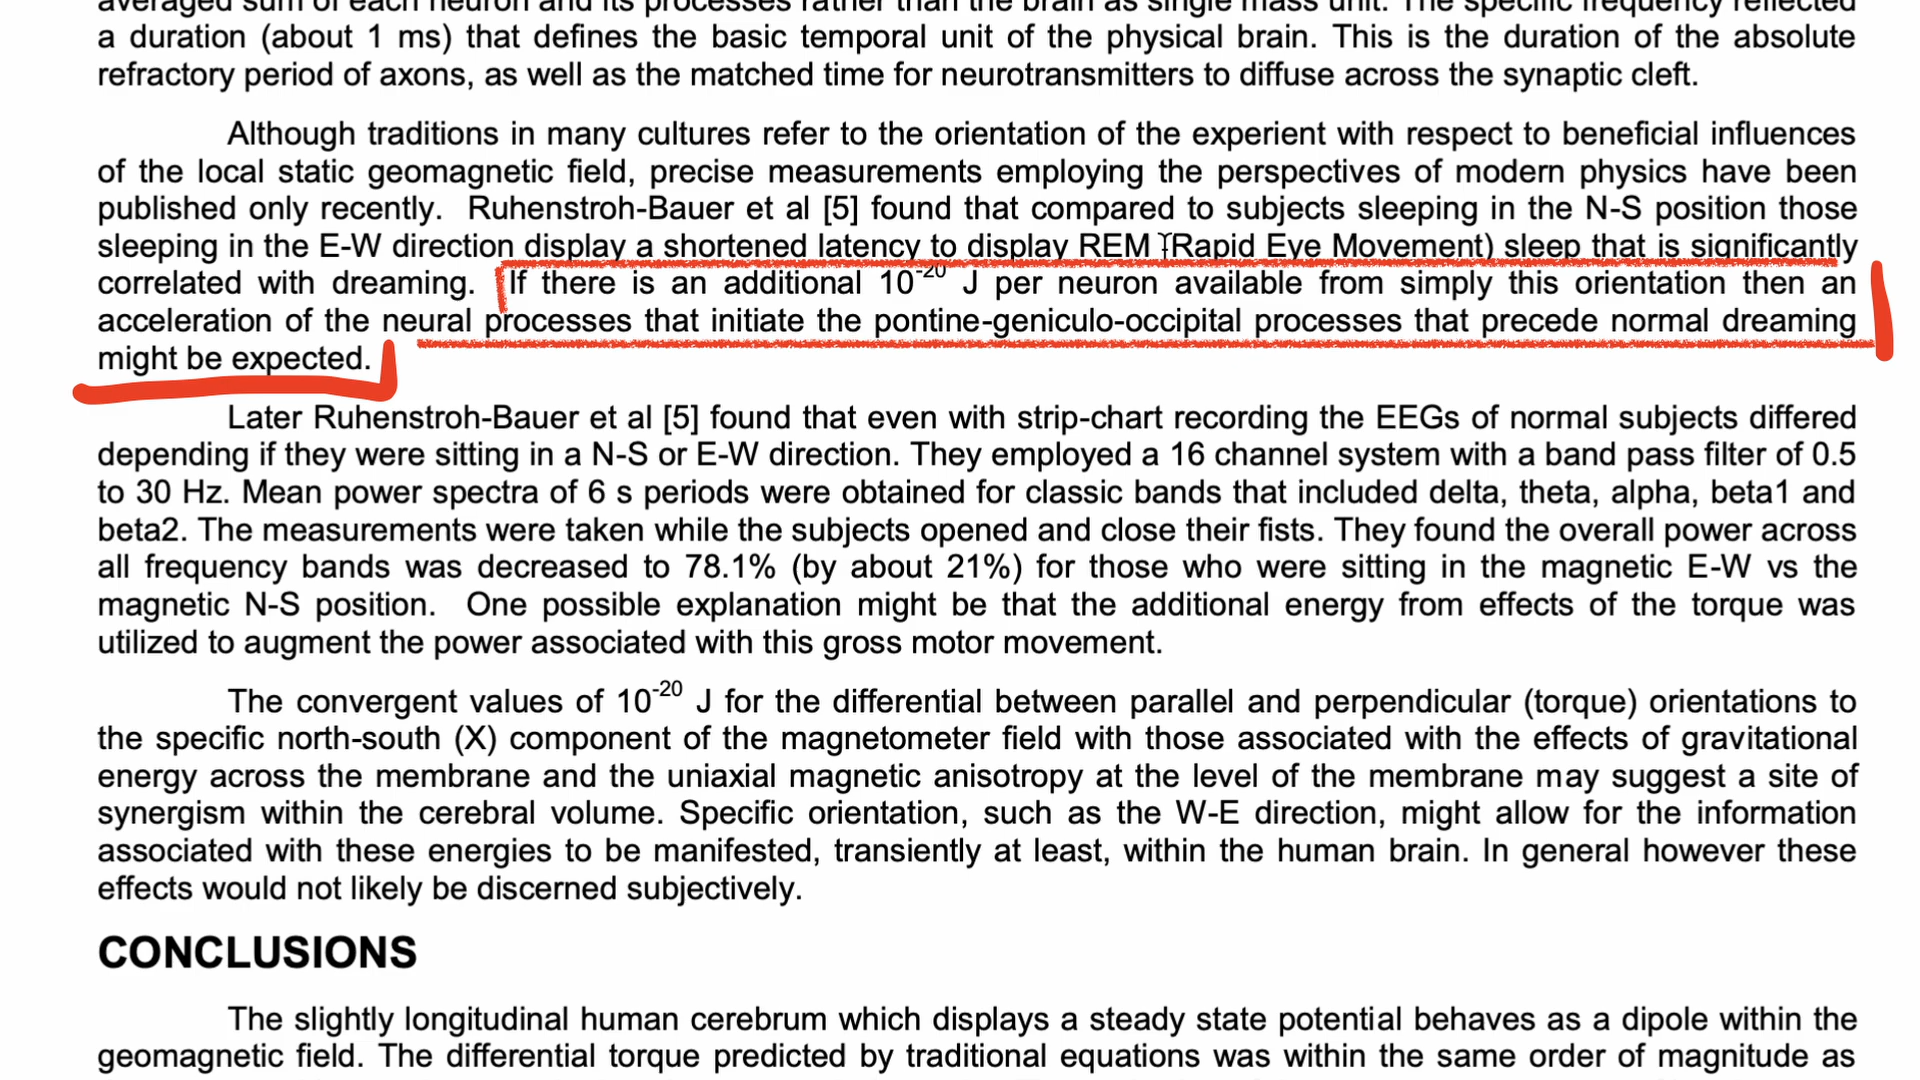 averaged sum of each neuron and its processes rather than the brain as single mass unit. The specific frequency reflected
a duration (about 1 ms) that defines the basic temporal unit of the physical brain. This is the duration of the absolute
refractory period of axons, as well as the matched time for neurotransmitters to diffuse across the synaptic cleft.
Although traditions in many cultures refer to the orientation of the experient with respect to beneficial influences
of the local static geomagnetic field, precise measurements employing the perspectives of modern physics have been
published only recently. Ruhenstroh-Bauer et al [5] found that compared to subjects sleeping in the N-S position those
sleeping in the E-W direction display a shortened latency to display REM (Rapid Eye Movement) sleep that is significantly
correlated with dreaming. If there is an additional 10⁻²⁰ J per neuron available from simply this orientation then an
acceleration of the neural processes that initiate the pontine-geniculo-occipital processes that precede normal dreaming
might be expected.
Later Ruhenstroh-Bauer et al [5] found that even with strip-chart recording the EEGs of normal subjects differed
depending if they were sitting in a N-S or E-W direction. They employed a 16 channel system with a band pass filter of 0.5
to 30 Hz. Mean power spectra of 6 s periods were obtained for classic bands that included delta, theta, alpha, beta1 and
beta2. The measurements were taken while the subjects opened and close their fists. They found the overall power across
all frequency bands was decreased to 78.1% (by about 21%) for those who were sitting in the magnetic E-W vs the
magnetic N-S position. One possible explanation might be that the additional energy from effects of the torque was
utilized to augment the power associated with this gross motor movement.
The convergent values of 10⁻²⁰ J for the differential between parallel and perpendicular (torque) orientations to
the specific north-south (X) component of the magnetometer field with those associated with the effects of gravitational
energy across the membrane and the uniaxial magnetic anisotropy at the level of the membrane may suggest a site of
synergism within the cerebral volume. Specific orientation, such as the W-E direction, might allow for the information
associated with these energies to be manifested, transiently at least, within the human brain. In general however these
effects would not likely be discerned subjectively.
CONCLUSIONS
The slightly longitudinal human cerebrum which displays a steady state potential behaves as a dipole within the
geomagnetic field. The differential torque predicted by traditional equations was within the same order of magnitude as